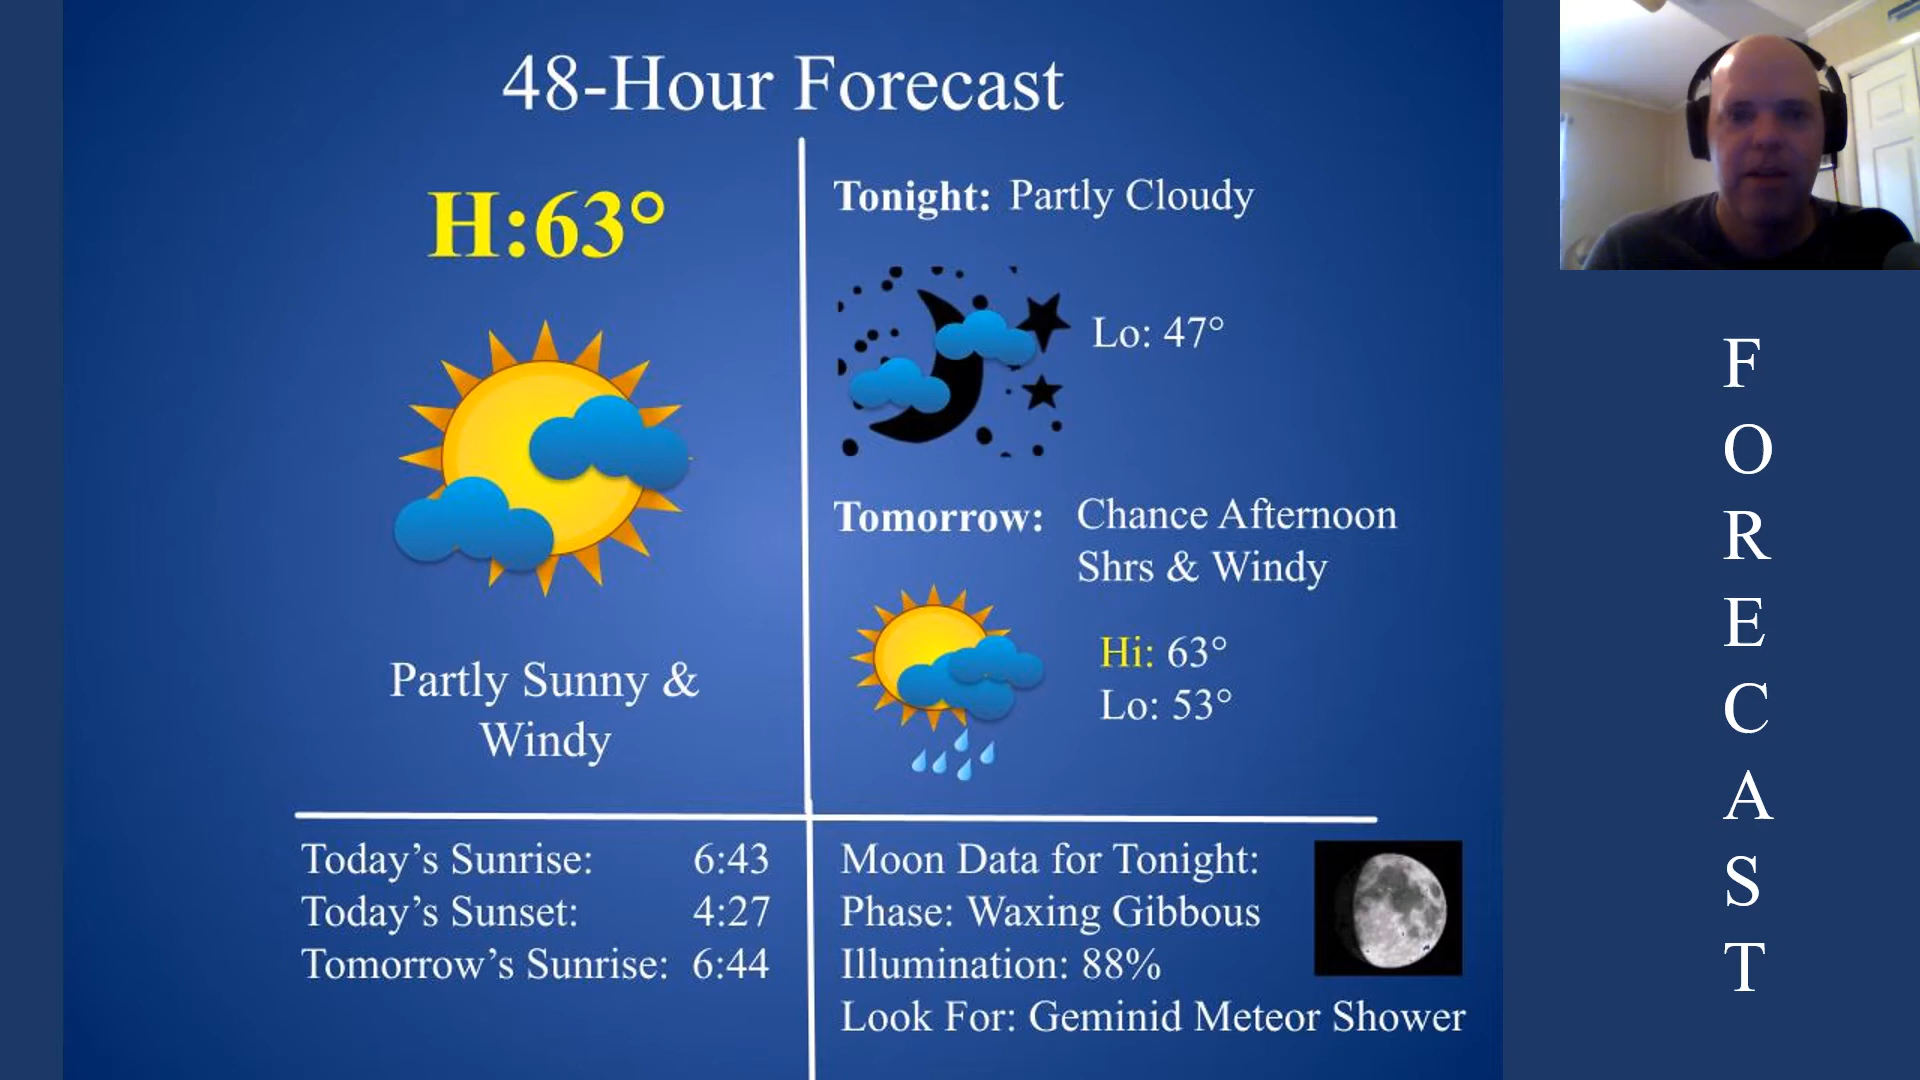 48-Hour Forecast
H:63°
Partly Sunny &
Windy
Tonight: Partly Cloudy
Lo: 47°
Tomorrow: Chance Afternoon
Shrs & Windy
Hi: 63°
Lo: 53°
Today’s Sunrise: 6:43
Today’s Sunset: 4:27
Tomorrow’s Sunrise: 6:44
Moon Data for Tonight:
Phase: Waxing Gibbous
Illumination: 88%
Look For: Geminid Meteor Shower
F
O
R
E
C
A
S
T